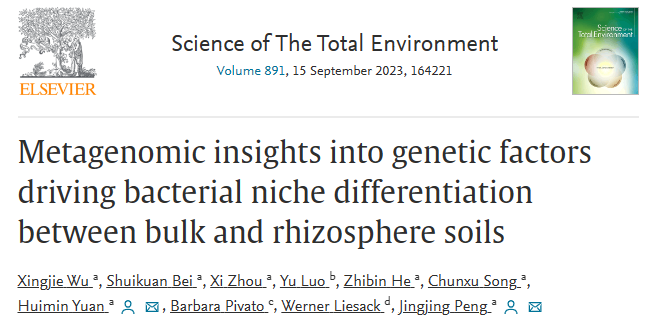 Science of The Total Environment
Volume 891, 15 September 2023, 164221
ELSEVIER
Science of the
Total Environment
Metagenomic insights into genetic factors
driving bacterial niche differentiation
between bulk and rhizosphere soils
Xingjie Wu a, Shuikuan Bei a, Xi Zhou a, Yu Luo b, Zhibin He a, Chunxu Song a,
Huimin Yuan a, Barbara Pivato c, Werner Liesack d, Jingjing Peng a